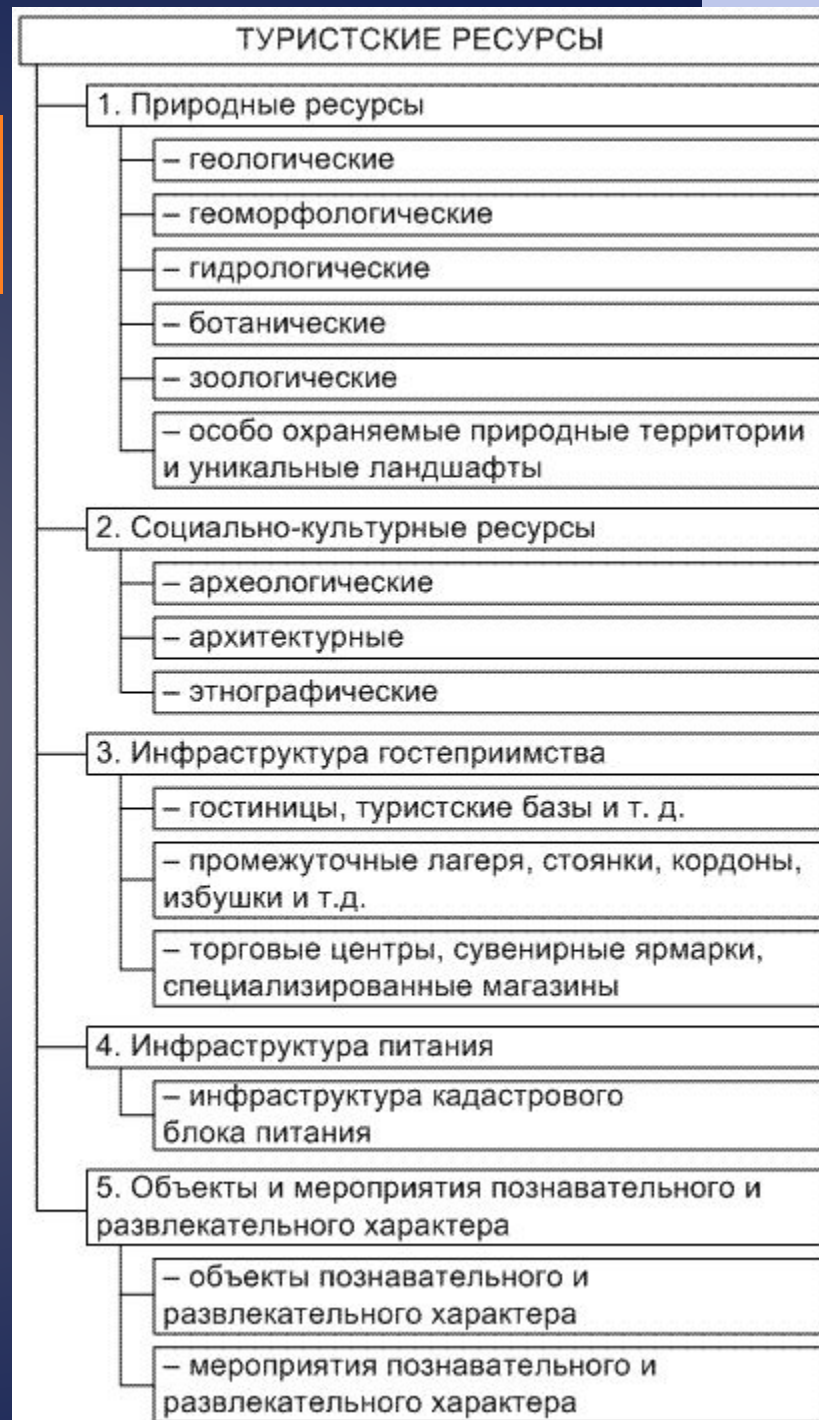 ТУРИСТСКИЕ РЕСУРСЫ
1. Природные ресурсы
– геологические
– геоморфологические
– гидрологические
– ботанические
– зоологические
– особо охраняемые природные территории
и уникальные ландшафты
2. Социально-культурные ресурсы
– археологические
– архитектурные
– этнографические
3. Инфраструктура гостеприимства
– гостиницы, туристские базы и т. д.
– промежуточные лагеря, стоянки, кордоны,
избушки и т.д.
– торговые центры, сувенирные ярмарки,
специализированные магазины
4. Инфраструктура питания
– инфраструктура кадастрового
блока питания
5. Объекты и мероприятия познавательного и
развлекательного характера
– объекты познавательного и
развлекательного характера
– мероприятия познавательного и
развлекательного характера